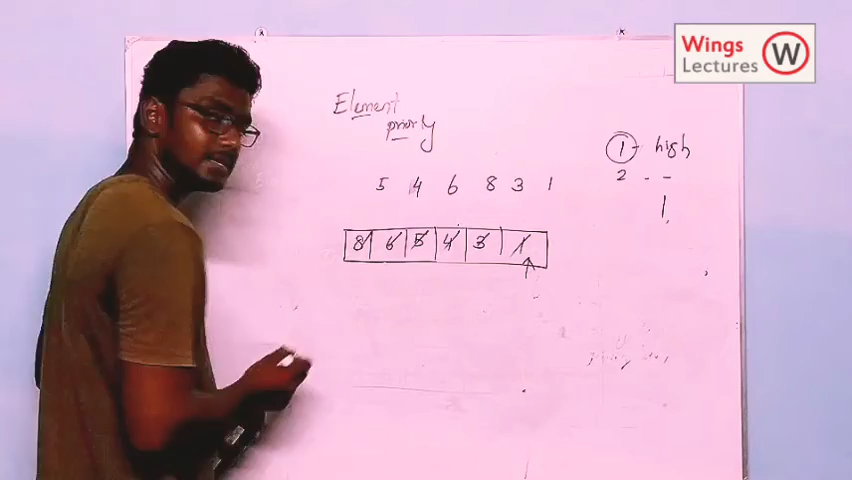 Wings
Lectures
W
Element
priority
1 - high
2 - -
1
5 4 6 8 3 1
8 6 5 4 3 1